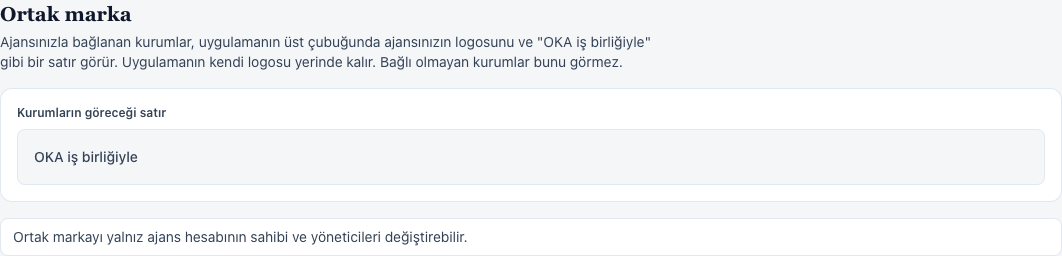 Ortak marka
Ajansınızla bağlanan kurumlar, uygulamanın üst çubuğunda ajansınızın logosunu ve "OKA iş birliğiyle"
gibi bir satır görür. Uygulamanın kendi logosu yerinde kalır. Bağlı olmayan kurumlar bunu görmez.
Kurumların göreceği satır
OKA iş birliğiyle
Ortak markayı yalnız ajans hesabının sahibi ve yöneticileri değiştirebilir.